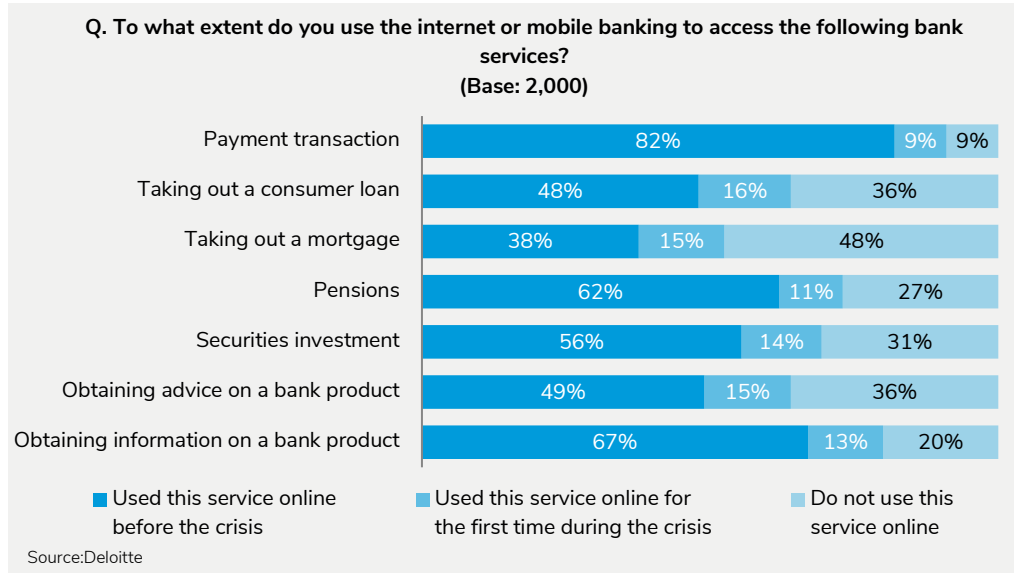 Q. To what extent do you use the internet or mobile banking to access the following bank
services?
(Base: 2,000)
Payment transaction 82% 9% 9%
Taking out a consumer loan 48% 16% 36%
Taking out a mortgage 38% 15% 48%
Pensions 62% 11% 27%
Securities investment 56% 14% 31%
Obtaining advice on a bank product 49% 15% 36%
Obtaining information on a bank product 67% 13% 20%
Used this service online
before the crisis
Used this service online for
the first time during the crisis
Do not use this
service online
Source:Deloitte